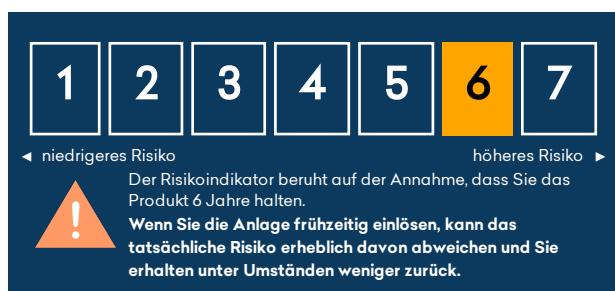 1 2 3 4 5 6 7
◄ niedrigeres Risiko höheres Risiko ►
Der Risikoindikator beruht auf der Annahme, dass Sie das
Produkt 6 Jahre halten.
Wenn Sie die Anlage frühzeitig einlösen, kann das
tatsächliche Risiko erheblich davon abweichen und Sie
erhalten unter Umständen weniger zurück.